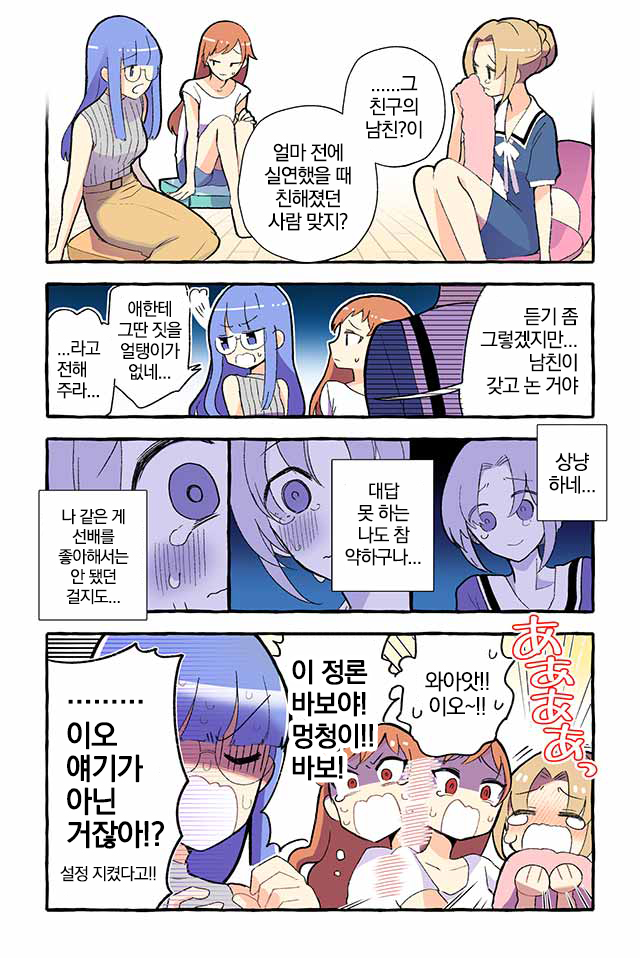 ……그
친구의
남친?이
얼마 전에
실연했을 때
친해졌던
사람 맞지?
듣기 좀
그렇겠지만…
남친이
갖고 논 거야
애한테
그딴 짓을
얼댕이가
없네…
…라고
전해
주라…
상냥
하네…
대답
못 하는
나도 참
약하구나…
나 같은 게
선배를
좋아해서는
안 됐던
걸지도…
あああぁっ
와아앗!!
이오~!!
이 정론
바보야!
멍청이!!
바보!
………
이오
얘기가
아닌
거잖아!?
설정 지켰다고!!